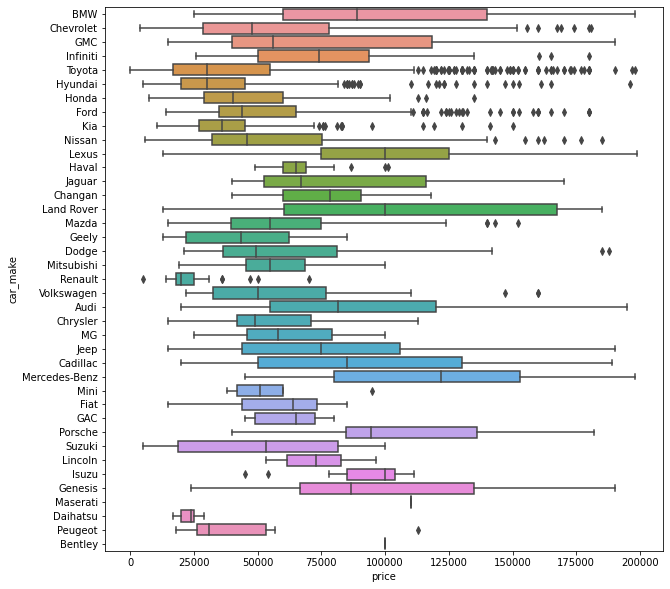 BMW
Chevrolet
GMC
Infiniti
Toyota
Hyundai
Honda
Ford
Kia
Nissan
Lexus
Haval
Jaguar
Changan
Land Rover
Mazda
Geely
Dodge
Mitsubishi
Renault
Volkswagen
Audi
Chrysler
MG
Jeep
Cadillac
Mercedes-Benz
Mini
Fiat
GAC
Porsche
Suzuki
Lincoln
Isuzu
Genesis
Maserati
Daihatsu
Peugeot
Bentley
car_make
0 25000 50000 75000 100000 125000 150000 175000 200000
price